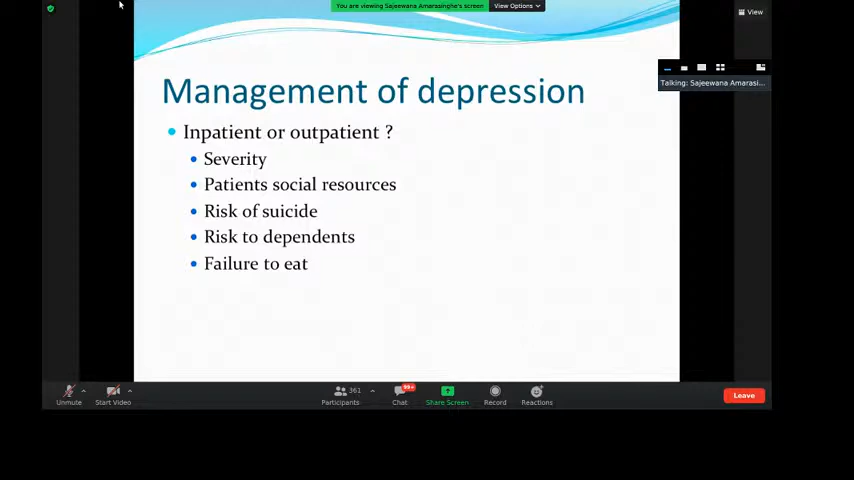 You are viewing Sajeewana Amarasinghe's screen
View Options
View
Talking: Sajeewana Amarasi...
Management of depression
Inpatient or outpatient ?
Severity
Patients social resources
Risk of suicide
Risk to dependents
Failure to eat
361
99+
Unmute
Start Video
Participants
Chat
Share Screen
Record
Reactions
Leave